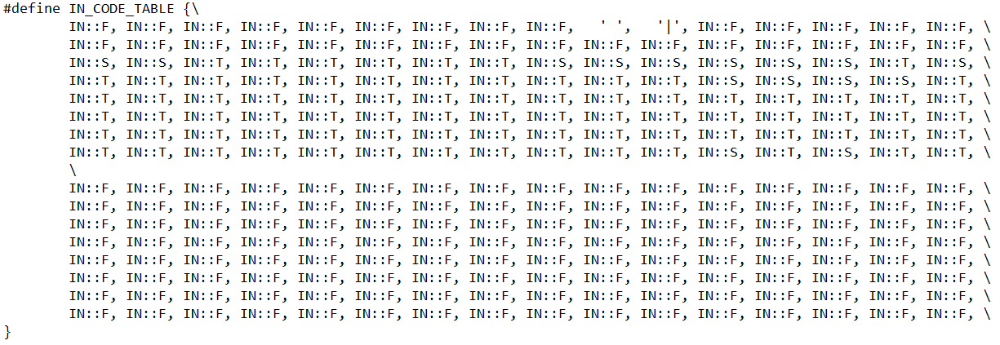 #define IN_CODE_TABLE {\
IN::F, IN::F, IN::F, IN::F, IN::F, IN::F, IN::F, IN::F, IN::F,   ' ',   '|', IN::F, IN::F, IN::F, IN::F, IN::F, \
IN::F, IN::F, IN::F, IN::F, IN::F, IN::F, IN::F, IN::F, IN::F, IN::F, IN::F, IN::F, IN::F, IN::F, IN::F, IN::F, \
IN::S, IN::S, IN::T, IN::T, IN::T, IN::T, IN::T, IN::T, IN::S, IN::S, IN::S, IN::S, IN::S, IN::S, IN::T, IN::S, \
IN::T, IN::T, IN::T, IN::T, IN::T, IN::T, IN::T, IN::T, IN::T, IN::T, IN::T, IN::S, IN::S, IN::S, IN::S, IN::T, \
IN::T, IN::T, IN::T, IN::T, IN::T, IN::T, IN::T, IN::T, IN::T, IN::T, IN::T, IN::T, IN::T, IN::T, IN::T, IN::T, \
IN::T, IN::T, IN::T, IN::T, IN::T, IN::T, IN::T, IN::T, IN::T, IN::T, IN::T, IN::T, IN::T, IN::T, IN::T, IN::T, \
IN::T, IN::T, IN::T, IN::T, IN::T, IN::T, IN::T, IN::T, IN::T, IN::T, IN::T, IN::T, IN::T, IN::T, IN::T, IN::T, \
IN::T, IN::T, IN::T, IN::T, IN::T, IN::T, IN::T, IN::T, IN::T, IN::T, IN::T, IN::S, IN::T, IN::S, IN::T, IN::T, \
\
IN::F, IN::F, IN::F, IN::F, IN::F, IN::F, IN::F, IN::F, IN::F, IN::F, IN::F, IN::F, IN::F, IN::F, IN::F, IN::F, \
IN::F, IN::F, IN::F, IN::F, IN::F, IN::F, IN::F, IN::F, IN::F, IN::F, IN::F, IN::F, IN::F, IN::F, IN::F, IN::F, \
IN::F, IN::F, IN::F, IN::F, IN::F, IN::F, IN::F, IN::F, IN::F, IN::F, IN::F, IN::F, IN::F, IN::F, IN::F, IN::F, \
IN::F, IN::F, IN::F, IN::F, IN::F, IN::F, IN::F, IN::F, IN::F, IN::F, IN::F, IN::F, IN::F, IN::F, IN::F, IN::F, \
IN::F, IN::F, IN::F, IN::F, IN::F, IN::F, IN::F, IN::F, IN::F, IN::F, IN::F, IN::F, IN::F, IN::F, IN::F, IN::F, \
IN::F, IN::F, IN::F, IN::F, IN::F, IN::F, IN::F, IN::F, IN::F, IN::F, IN::F, IN::F, IN::F, IN::F, IN::F, IN::F, \
IN::F, IN::F, IN::F, IN::F, IN::F, IN::F, IN::F, IN::F, IN::F, IN::F, IN::F, IN::F, IN::F, IN::F, IN::F, IN::F, \
IN::F, IN::F, IN::F, IN::F, IN::F, IN::F, IN::F, IN::F, IN::F, IN::F, IN::F, IN::F, IN::F, IN::F, IN::F, IN::F, \
}